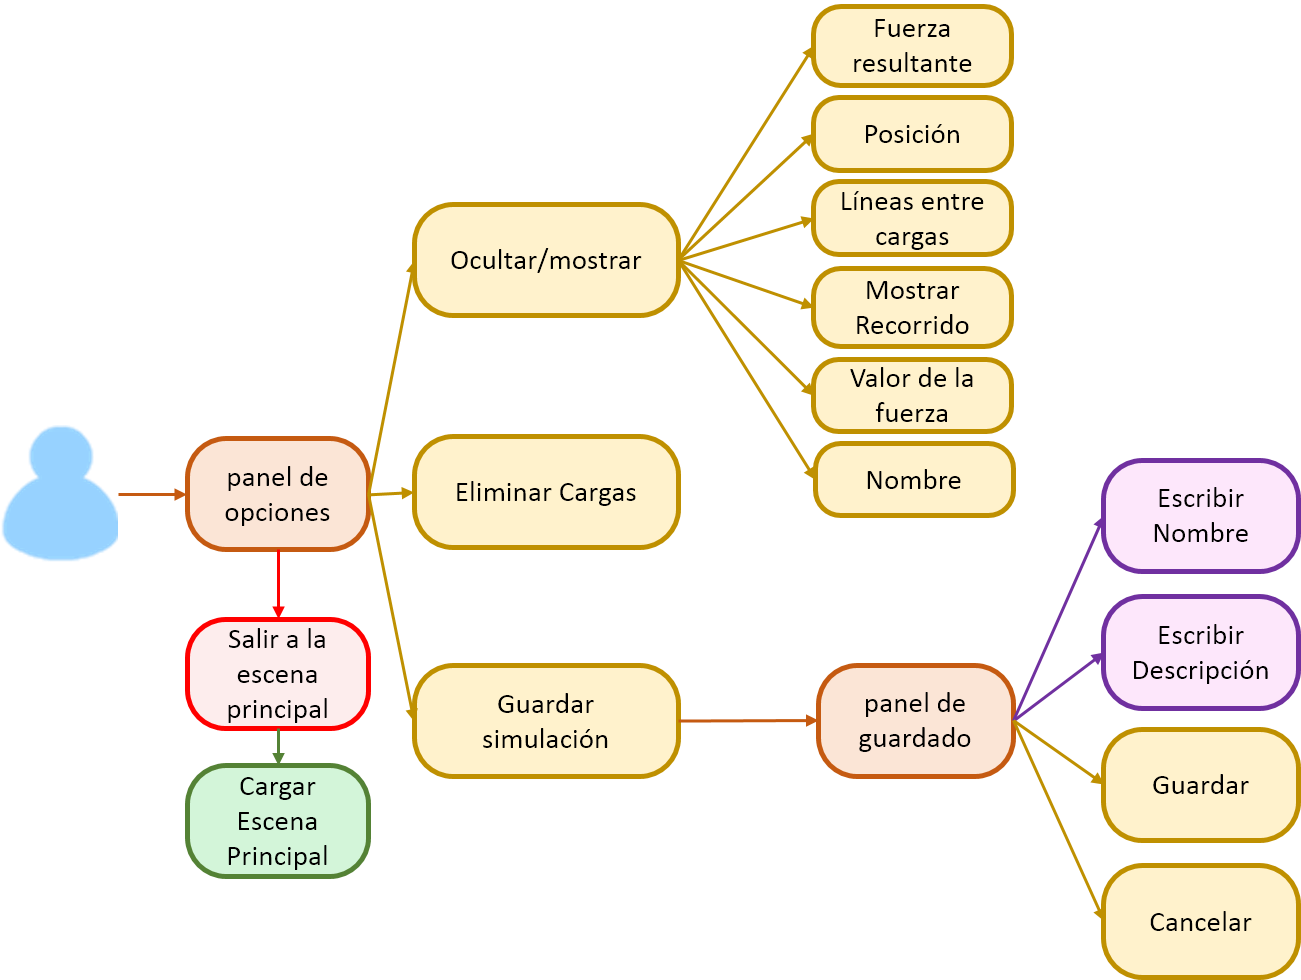 Fuerza
resultante
Posición
Líneas entre
cargas
Ocultar/mostrar
Mostrar
Recorrido
Valor de la
fuerza
Nombre
panel de
opciones
Eliminar Cargas
Salir a la
escena
principal
Cargar
Escena
Principal
Guardar
simulación
panel de
guardado
Escribir
Nombre
Escribir
Descripción
Guardar
Cancelar